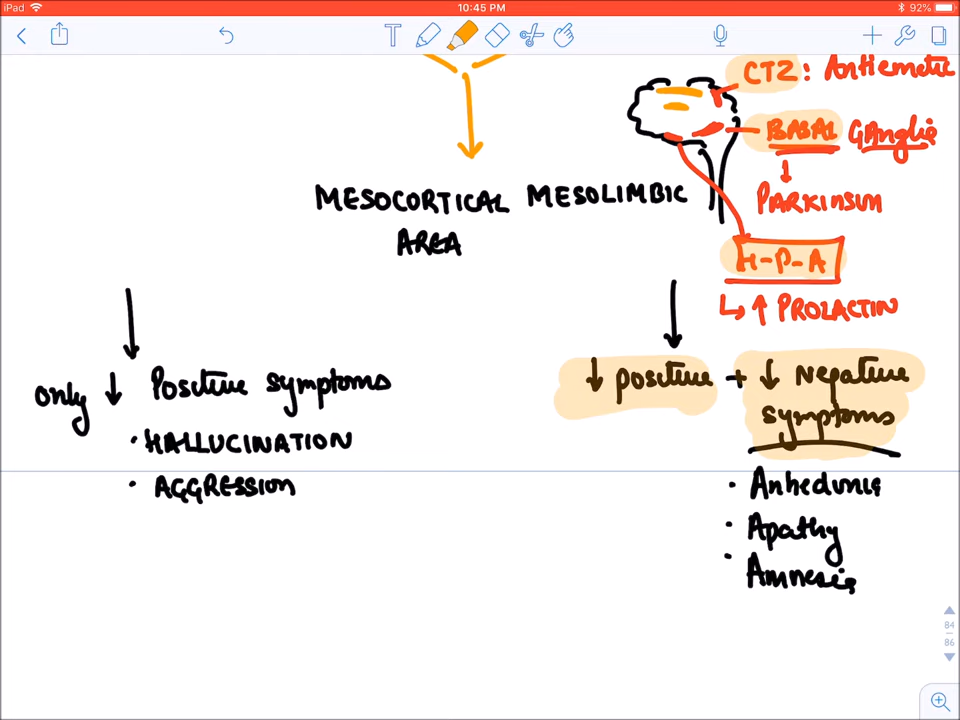 iPad
10:45 PM
92%
T
CTZ : Antiemetic
BASAL GAnglia
PARKINSUN
MESOCORTICAL MESOLIMBIC
AREA
H-P-A
↳ ↑ PROLACTIN
only ↓ Positive symptoms
• HALLUCINATION
• AGGRESSION
↓ positive + ↓ Negative
symptoms
• Anhedonia
• Apathy
• Amnesia
84
86